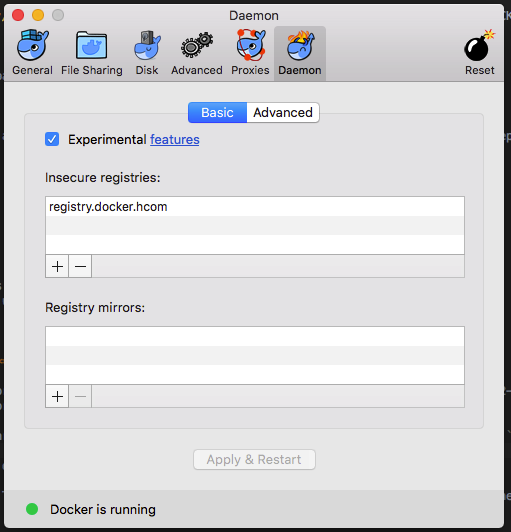 Daemon
General File Sharing Disk Advanced Proxies Daemon Reset
Basic Advanced
Experimental features
Insecure registries:
registry.docker.hcom
+ −
Registry mirrors:
+ −
Apply & Restart
Docker is running